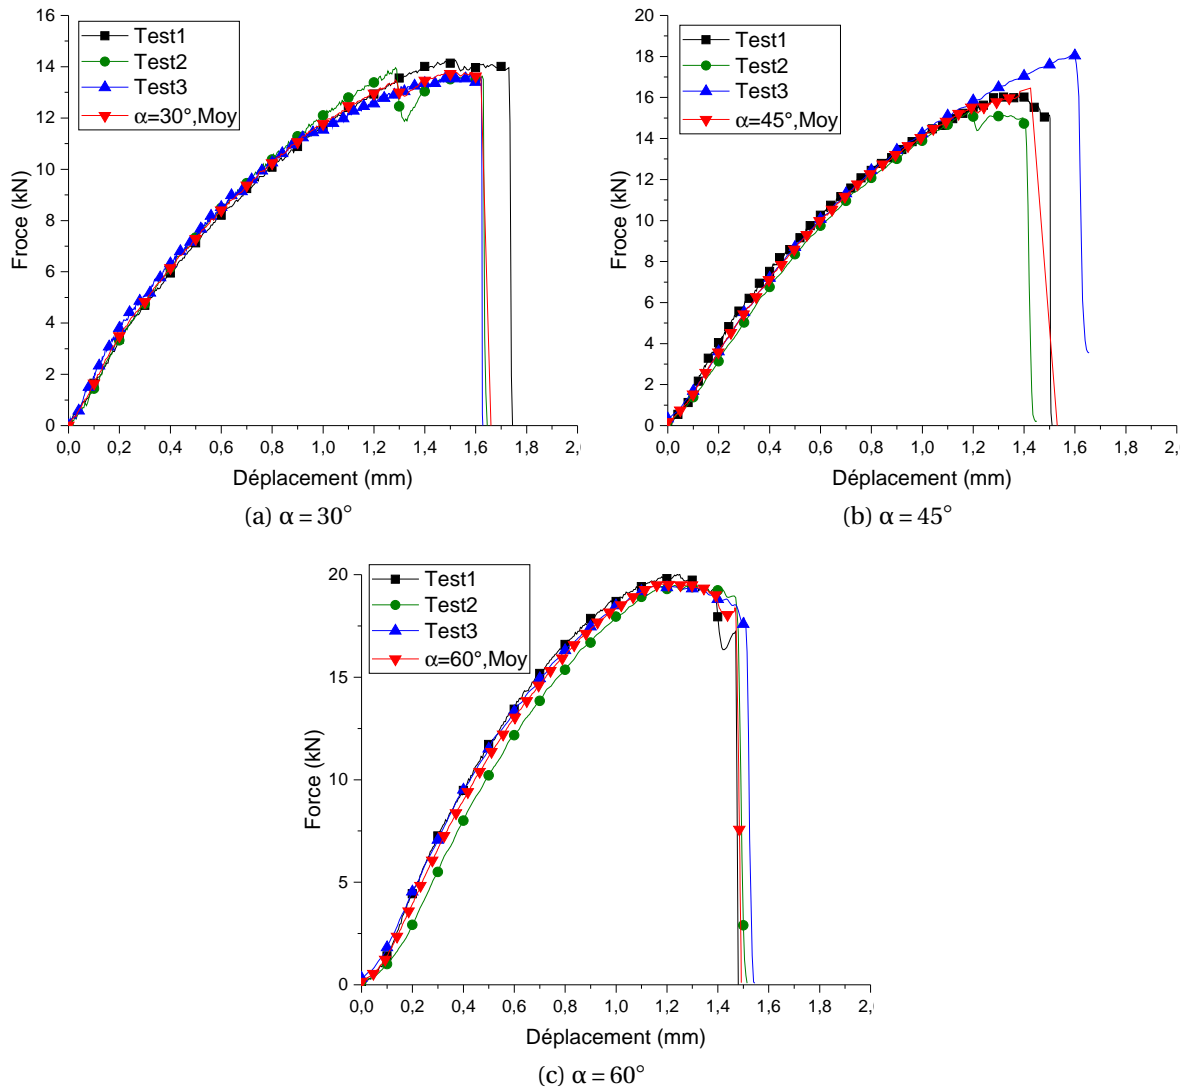 16
14
12
10
8
6
4
2
0
Froce (kN)
Test1
Test2
Test3
α=30°,Moy
0,0 0,2 0,4 0,6 0,8 1,0 1,2 1,4 1,6 1,8 2,
Déplacement (mm)
(a) α = 30°
20
18
16
14
12
10
8
6
4
2
0
Froce (kN)
Test1
Test2
Test3
α=45°,Moy
0,0 0,2 0,4 0,6 0,8 1,0 1,2 1,4 1,6 1,8 2,
Déplacement (mm)
(b) α = 45°
20
15
10
5
0
Force (kN)
Test1
Test2
Test3
α=60°,Moy
0,0 0,2 0,4 0,6 0,8 1,0 1,2 1,4 1,6 1,8 2,
Déplacement (mm)
(c) α = 60°